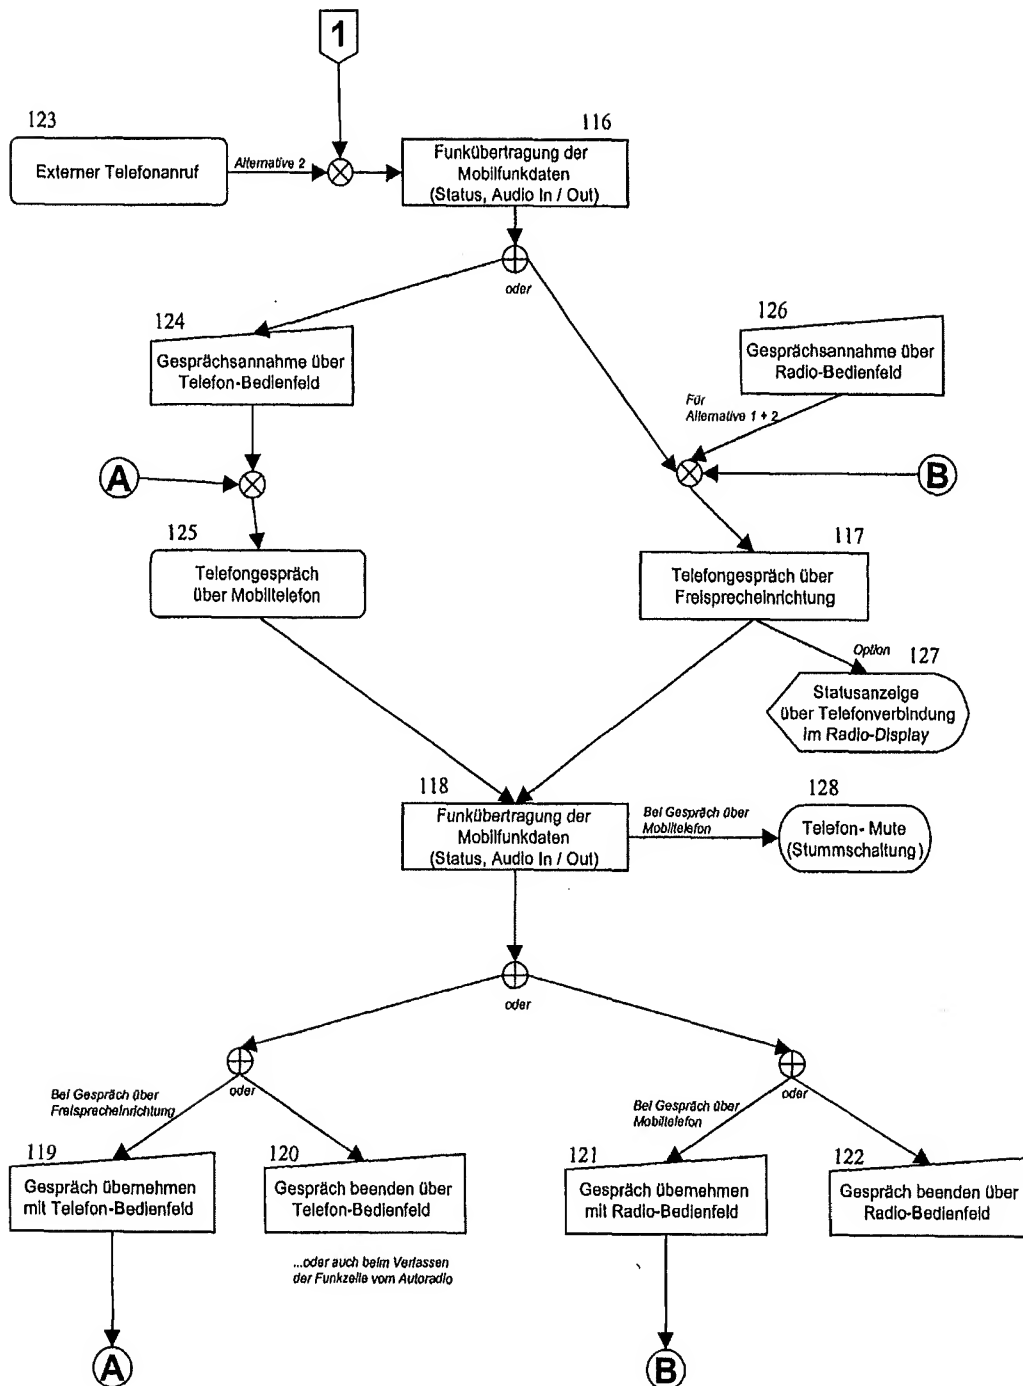 1
123
116
Externer Telefonanruf
Alternative 2
Funkübertragung der
Mobilfunkdaten
(Status, Audio In / Out)
oder
124
126
Gesprächsannahme über
Telefon-Bedienfeld
Gesprächsannahme über
Radio-Bedienfeld
Für
Alternative 1 + 2
A
B
125
117
Telefongespräch
über Mobiltelefon
Telefongespräch über
Freisprecheinrichtung
Option
127
Statusanzeige
über Telefonverbindung
im Radio-Display
118
128
Funkübertragung der
Mobilfunkdaten
(Status, Audio In / Out)
Bei Gespräch über
Mobiltelefon
Telefon- Mute
(Stummschaltung)
oder
oder
oder
Bei Gespräch über
Freisprecheinrichtung
Bei Gespräch über
Mobiltelefon
119
120
121
122
Gespräch übernehmen
mit Telefon-Bedienfeld
Gespräch beenden über
Telefon-Bedienfeld
Gespräch übernehmen
mit Radio-Bedienfeld
Gespräch beenden über
Radio-Bedienfeld
...oder auch beim Verlassen
der Funkzelle vom Autoradio
A
B